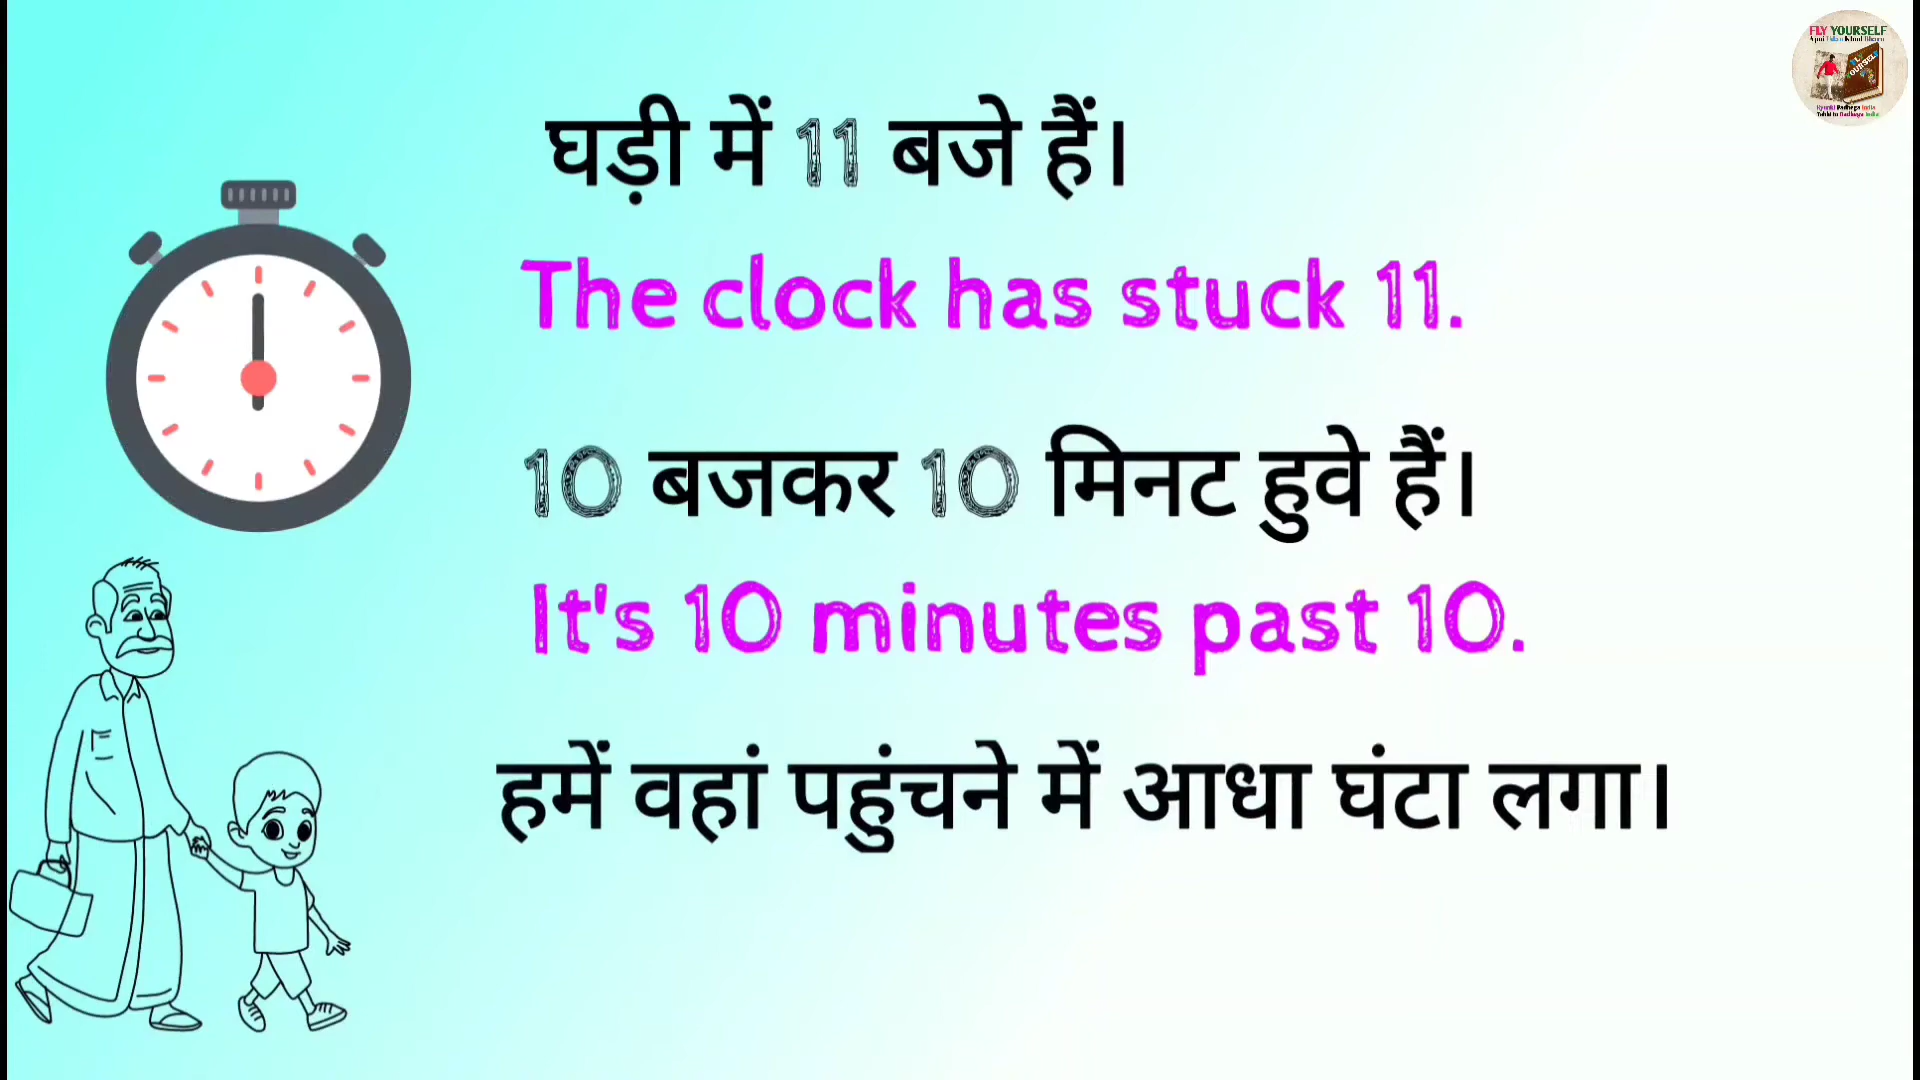 FLY YOURSELF
घड़ी में 11 बजे हैं।
The clock has stuck 11.
10 बजकर 10 मिनट हुवे हैं।
It's 10 minutes past 10.
हमें वहां पहुंचने में आधा घंटा लगा।